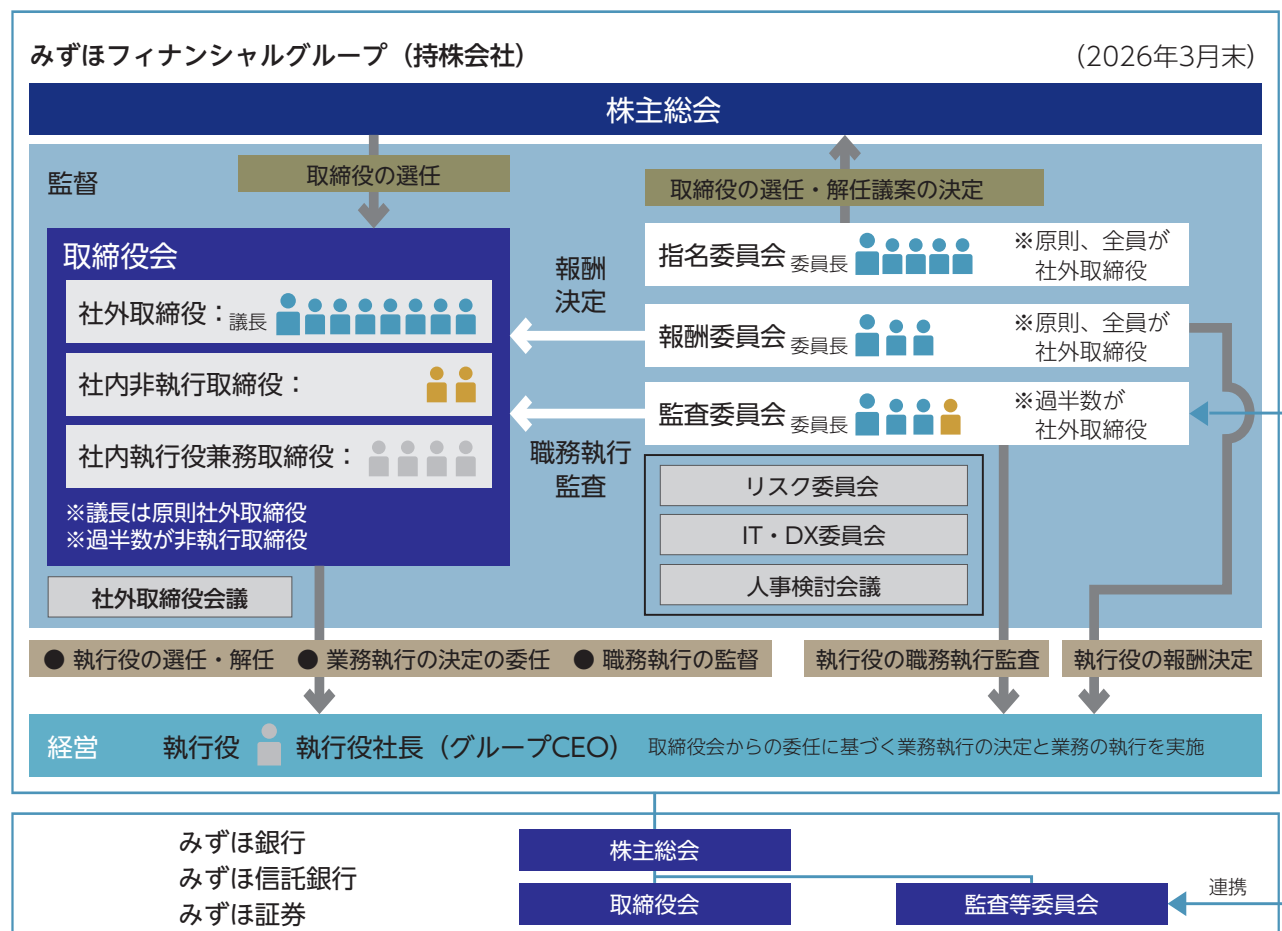 みずほフィナンシャルグループ（持株会社）
（2026年3月末）
株主総会
監督
取締役の選任
取締役の選任・解任議案の決定
取締役会
社外取締役：議長
社内非執行取締役：
社内執行役兼務取締役：
※議長は原則社外取締役
※過半数が非執行取締役
社外取締役会議
報酬
決定
職務執行
監査
指名委員会 委員長
※原則、全員が
社外取締役
報酬委員会 委員長
※原則、全員が
社外取締役
監査委員会 委員長
※過半数が
社外取締役
リスク委員会
IT・DX委員会
人事検討会議
● 執行役の選任・解任 ● 業務執行の決定の委任 ● 職務執行の監督
執行役の職務執行監査
執行役の報酬決定
経営 執行役 執行役社長（グループCEO） 取締役会からの委任に基づく業務執行の決定と業務の執行を実施
みずほ銀行
みずほ信託銀行
みずほ証券
株主総会
取締役会
監査等委員会
連携